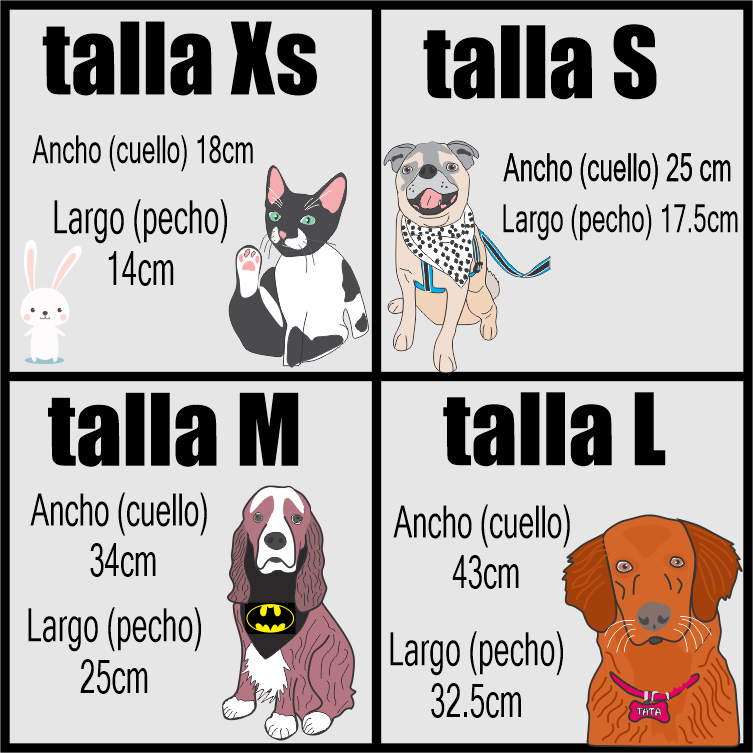 talla Xs
Ancho (cuello) 18cm
Largo (pecho)
14cm
talla S
Ancho (cuello) 25 cm
Largo (pecho) 17.5cm
talla M
Ancho (cuello)
34cm
Largo (pecho)
25cm
talla L
Ancho (cuello)
43cm
Largo (pecho)
32.5cm
TATA